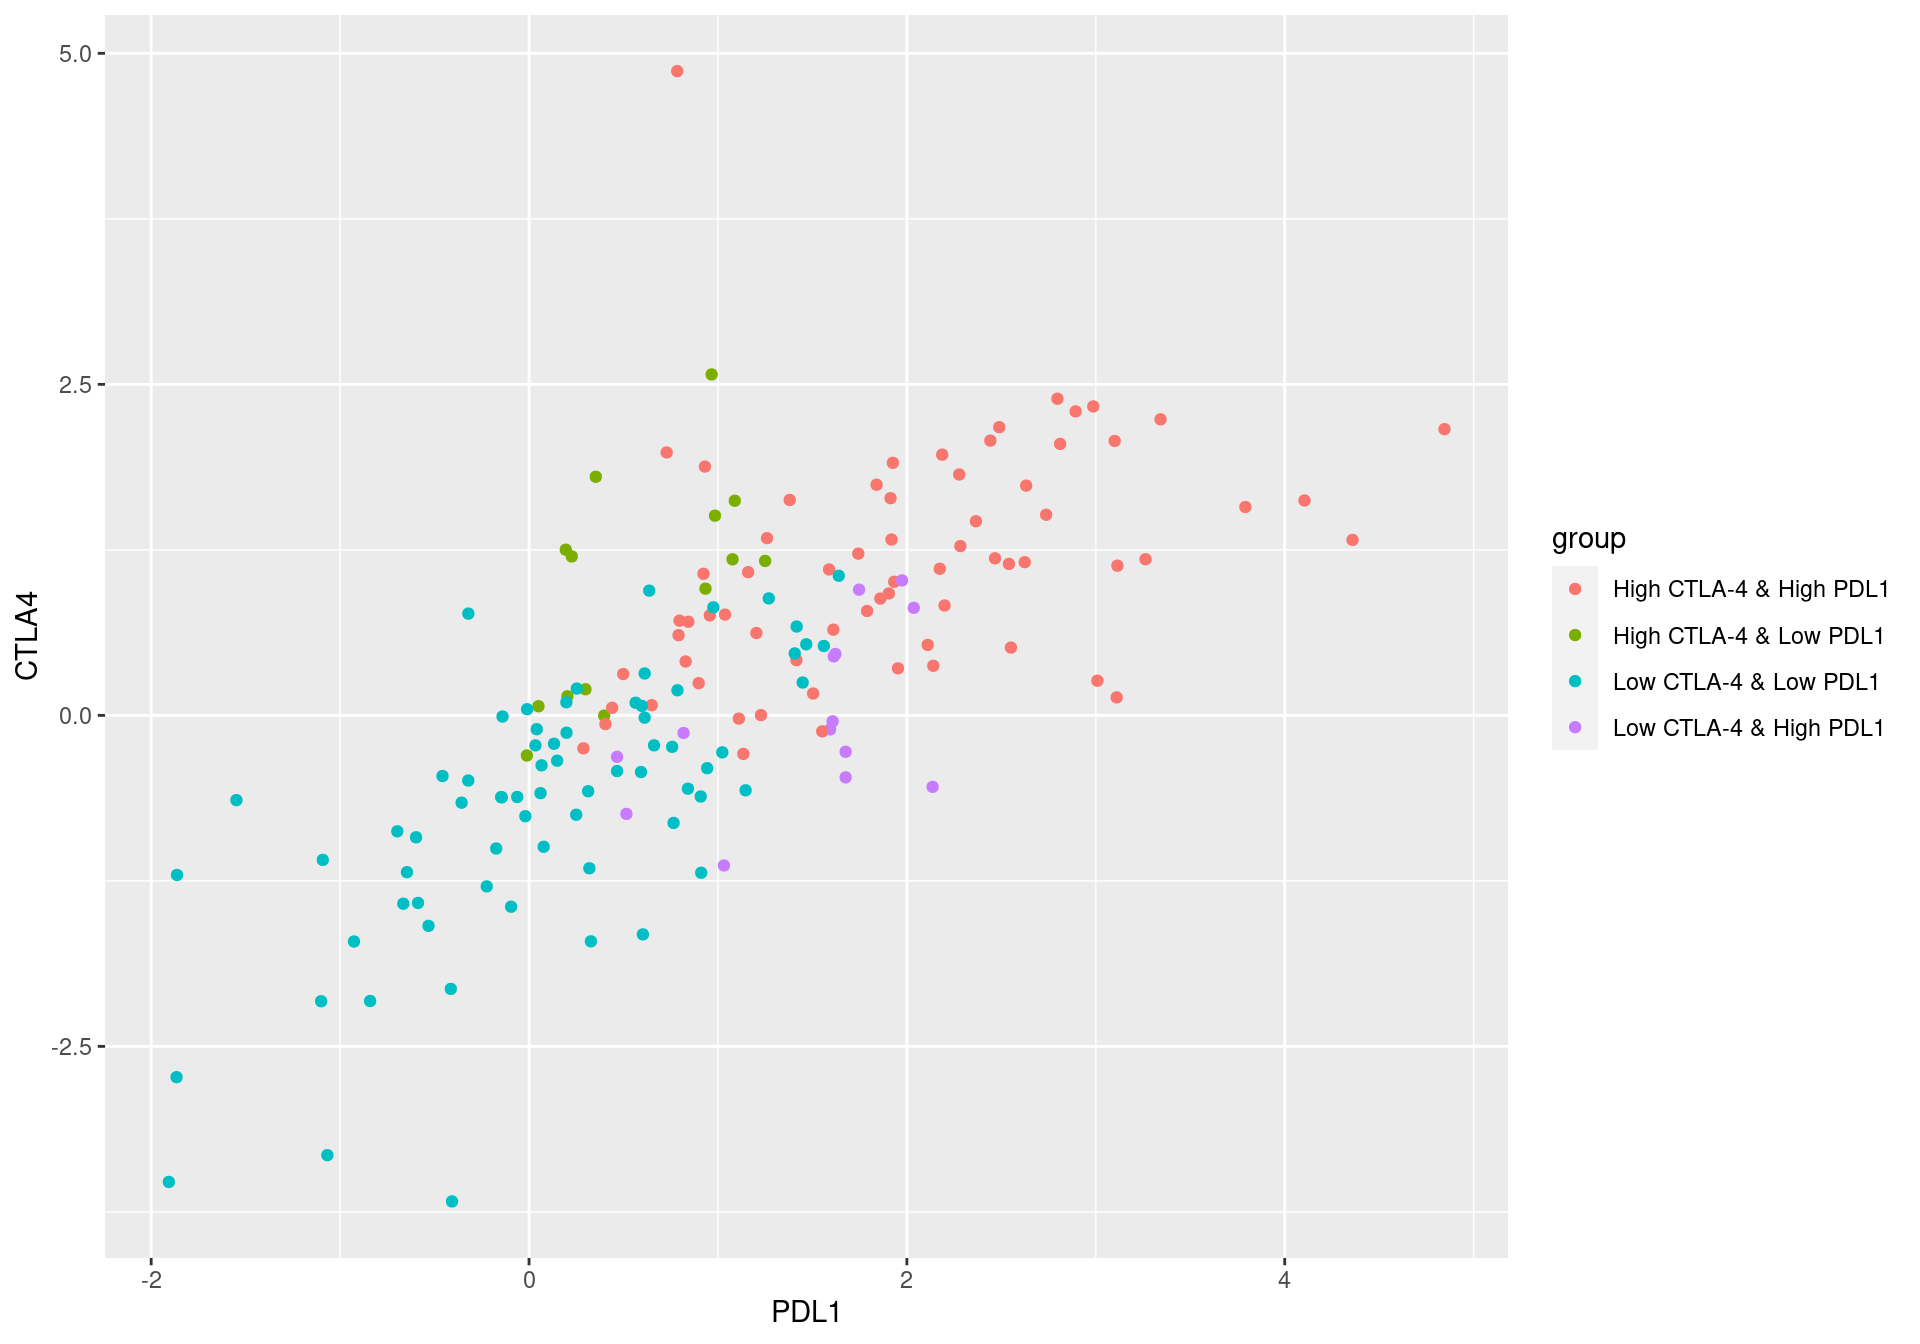 5.0
2.5
0.0
-2.5
CTLA4
-2
0
2
4
PDL1
group
High CTLA-4 & High PDL1
High CTLA-4 & Low PDL1
Low CTLA-4 & Low PDL1
Low CTLA-4 & High PDL1